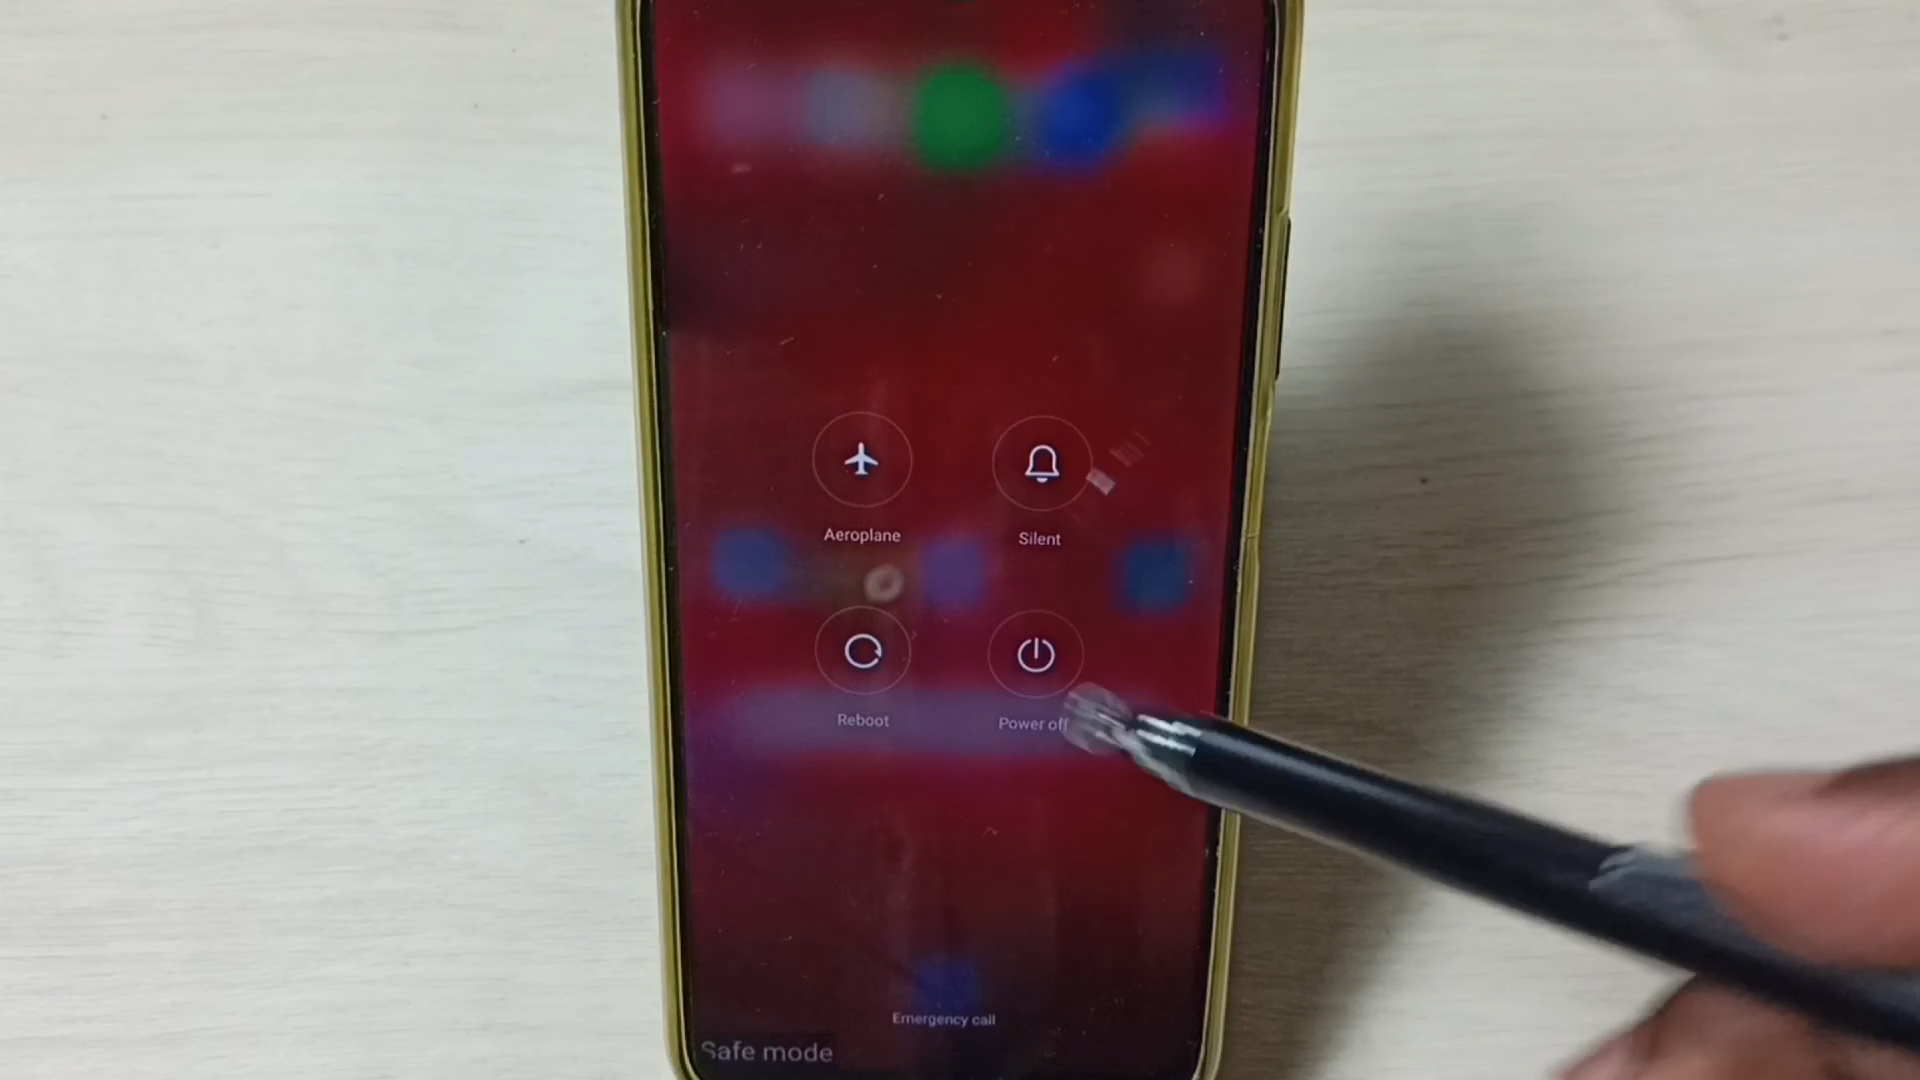 Aeroplane
Silent
Reboot
Power off
Emergency call
Safe mode